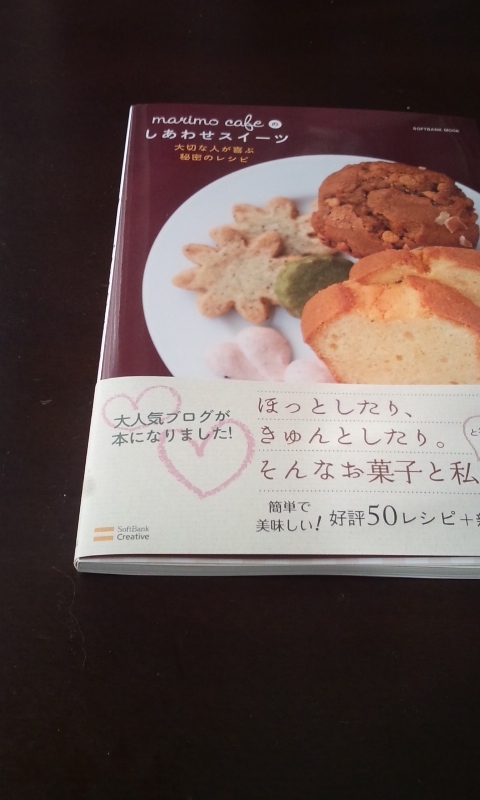 marimo cafe の
しあわせスイーツ
大切な人が喜ぶ
秘密のレシピ
SOFTBANK MOOK
大人気ブログが
本になりました!
ほっとしたり、
きゅんとしたり。
そんなお菓子と私
簡単で
美味しい!
好評50レシピ+
SoftBank
Creative